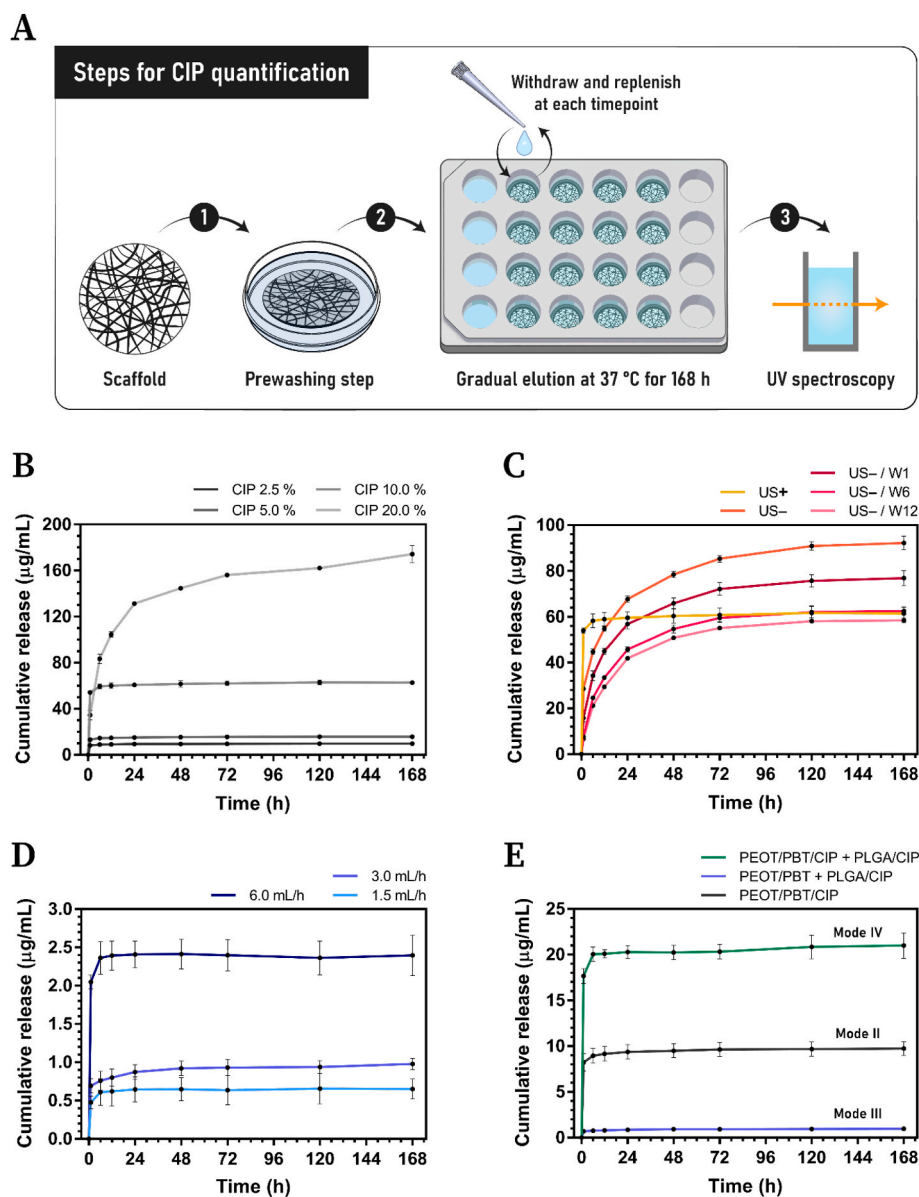 A
Steps for CIP quantification
Withdraw and replenish
at each timepoint
1
2
3
Scaffold
Prewashing step
Gradual elution at 37 °C for 168 h
UV spectroscopy
B
CIP 2.5 %
CIP 10.0 %
CIP 5.0 %
CIP 20.0 %
Cumulative release (µg/mL)
200
160
120
80
40
0
0 24 48 72 96 120 144 168
Time (h)
C
US+
US–
US– / W1
US– / W6
US– / W12
Cumulative release (µg/mL)
100
80
60
40
20
0
0 24 48 72 96 120 144 168
Time (h)
D
6.0 mL/h
3.0 mL/h
1.5 mL/h
Cumulative release (µg/mL)
3.0
2.5
2.0
1.5
1.0
0.5
0.0
0 24 48 72 96 120 144 168
Time (h)
E
PEOT/PBT/CIP + PLGA/CIP
PEOT/PBT + PLGA/CIP
PEOT/PBT/CIP
Cumulative release (µg/mL)
25
20
15
10
5
0
Mode IV
Mode II
Mode III
0 24 48 72 96 120 144 168
Time (h)